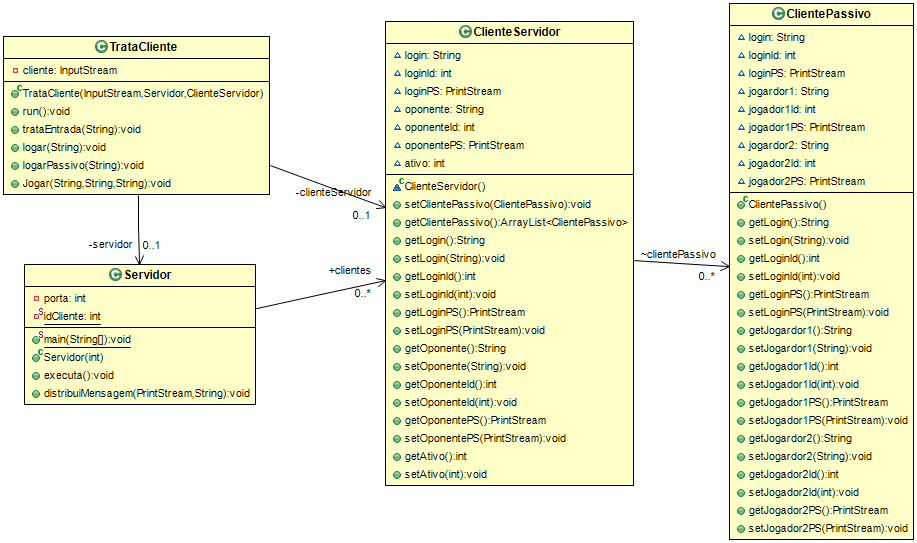 TrataCliente
cliente: InputStream
TrataCliente(InputStream,Servidor,ClienteServidor)
run():void
trataEntrada(String):void
logar(String):void
logarPassivo(String):void
Jogar(String,String,String):void
-servidor
0..1
-clienteServidor
0..1
Servidor
porta: int
S
idCliente: int
S
main(String[]):void
Servidor(int)
executa():void
distribuiMensagem(PrintStream,String):void
+clientes
0..*
ClienteServidor
login: String
loginId: int
loginPS: PrintStream
oponente: String
oponenteId: int
oponentePS: PrintStream
ativo: int
ClienteServidor()
setClientePassivo(ClientePassivo):void
getClientePassivo():ArrayList<ClientePassivo>
getLogin():String
setLogin(String):void
getLoginId():int
setLoginId(int):void
getLoginPS():PrintStream
setLoginPS(PrintStream):void
getOponente():String
setOponente(String):void
getOponenteId():int
setOponenteId(int):void
getOponentePS():PrintStream
setOponentePS(PrintStream):void
getAtivo():int
setAtivo(int):void
~clientePassivo
0..*
ClientePassivo
login: String
loginId: int
loginPS: PrintStream
jogardor1: String
jogador1Id: int
jogador1PS: PrintStream
jogardor2: String
jogador2Id: int
jogador2PS: PrintStream
ClientePassivo()
getLogin():String
setLogin(String):void
getLoginId():int
setLoginId(int):void
getLoginPS():PrintStream
setLoginPS(PrintStream):void
getJogardor1():String
setJogardor1(String):void
getJogador1Id():int
setJogador1Id(int):void
getJogador1PS():PrintStream
setJogador1PS(PrintStream):void
getJogardor2():String
setJogardor2(String):void
getJogador2Id():int
setJogador2Id(int):void
getJogador2PS():PrintStream
setJogador2PS(PrintStream):void